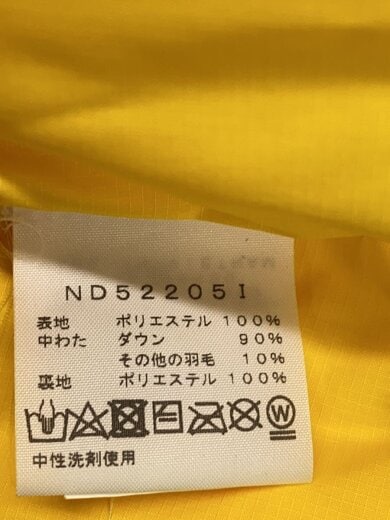 ND52205I
表地 ポリエステル 100%
中わた ダウン 90%
その他の羽毛 10%
裏地 ポリエステル 100%
中性洗剤使用